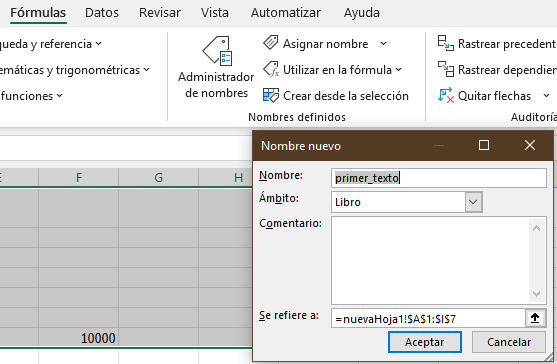 Fórmulas Datos Revisar Vista Automatizar Ayuda
queda y referencia
Asignar nombre
Rastrear precedent
emáticas y trigonométricas
Administrador de nombres
Utilizar en la fórmula
Rastrear dependien
funciones
Crear desde la selección
Quitar flechas
Nombres definidos
Auditoría
Nombre nuevo
Nombre: primer_texto
Ámbito: Libro
Comentario:
Se refiere a: =nuevaHoja1!$A$1:$I$7
Aceptar Cancelar
E F G H
10000